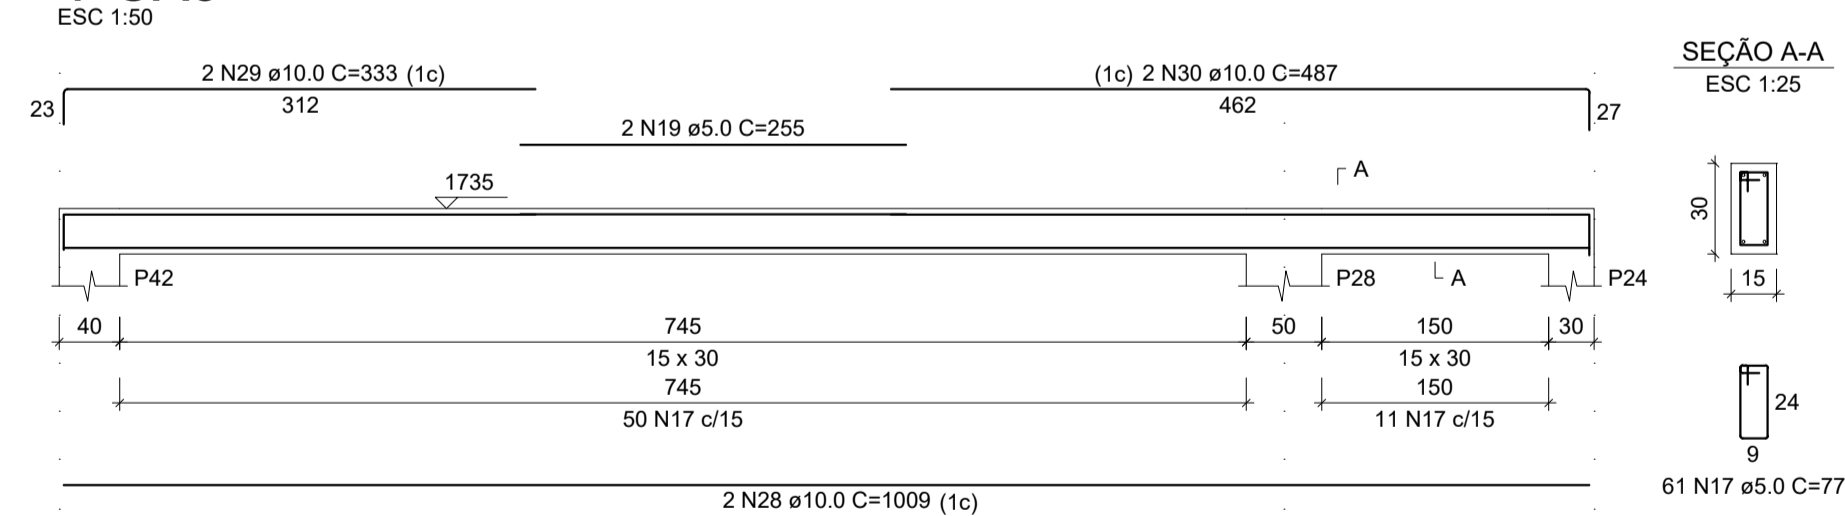 ESC 1:50
SEÇÃO A-A
ESC 1:25
2 N29 ø10.0 C=333 (1c)
(1c) 2 N30 ø10.0 C=487
23
312
462
27
2 N19 ø5.0 C=255
A
1735
30
P42
P28
A
P24
15
40
745
50
150
30
15 x 30
15 x 30
745
150
50 N17 c/15
11 N17 c/15
24
9
61 N17 ø5.0 C=77
2 N28 ø10.0 C=1009 (1c)